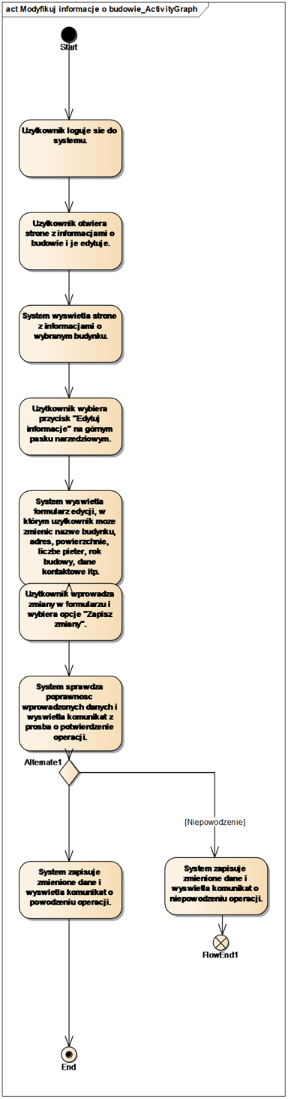 act Modyfikuj informacje o budowie_ActivityGraph
Start
Uzytkownik loguje sie do
systemu.
Uzytkownik otwiera
strone z informacjami o
budowie i je edytuje.
System wyswietla strone
z informacjami o
wybranym budynku.
Uzytkownik wybiera
przycisk "Edytuj
informacje" na górnym
pasku narzedziowym.
System wyswietla
formularz edycji, w
którym uzytkownik moze
zmienic nazwe budynku,
adres, powierzchnie,
liczbe pieter, rok
budowy, dane
kontaktowe itp.
Uzytkownik wprowadza
zmiany w formularzu i
wybiera opcje "Zapisz
zmiany".
System sprawdza
poprawnosc
wprowadzonych danych i
wyswietla komunikat z
prosba o potwierdzenie
operacji.
Alternate1
[Niepowodzenie]
System zapisuje
zmienione dane i
wyswietla komunikat o
powodzeniu operacji.
System zapisuje
zmienione dane i
wyswietla komunikat o
niepowodzeniu operacji.
FlowEnd1
End